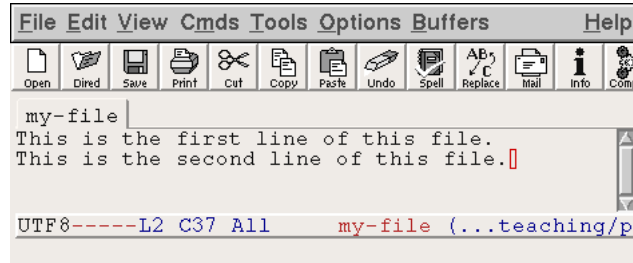 File Edit View Cmds Tools Options Buffers Help
Open Dired Save Print Cut Copy Paste Undo Spell Replace Mail Info Com
my-file
This is the first line of this file.
This is the second line of this file.
UTF8-----L2 C37 All my-file (...teaching/p